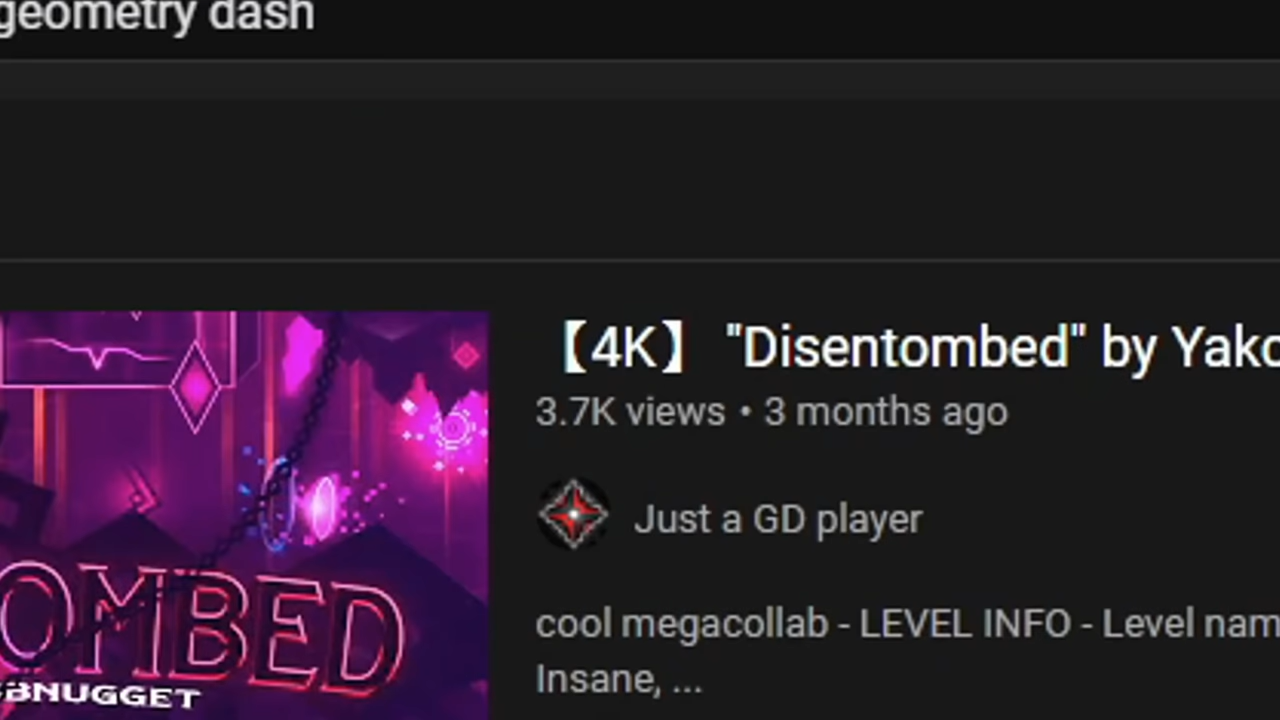 geometry dash
【4K】 "Disentombed" by Yako
3.7K views • 3 months ago
Just a GD player
cool megacollab - LEVEL INFO - Level nam
Insane, ...
OMBED
BNUGGET